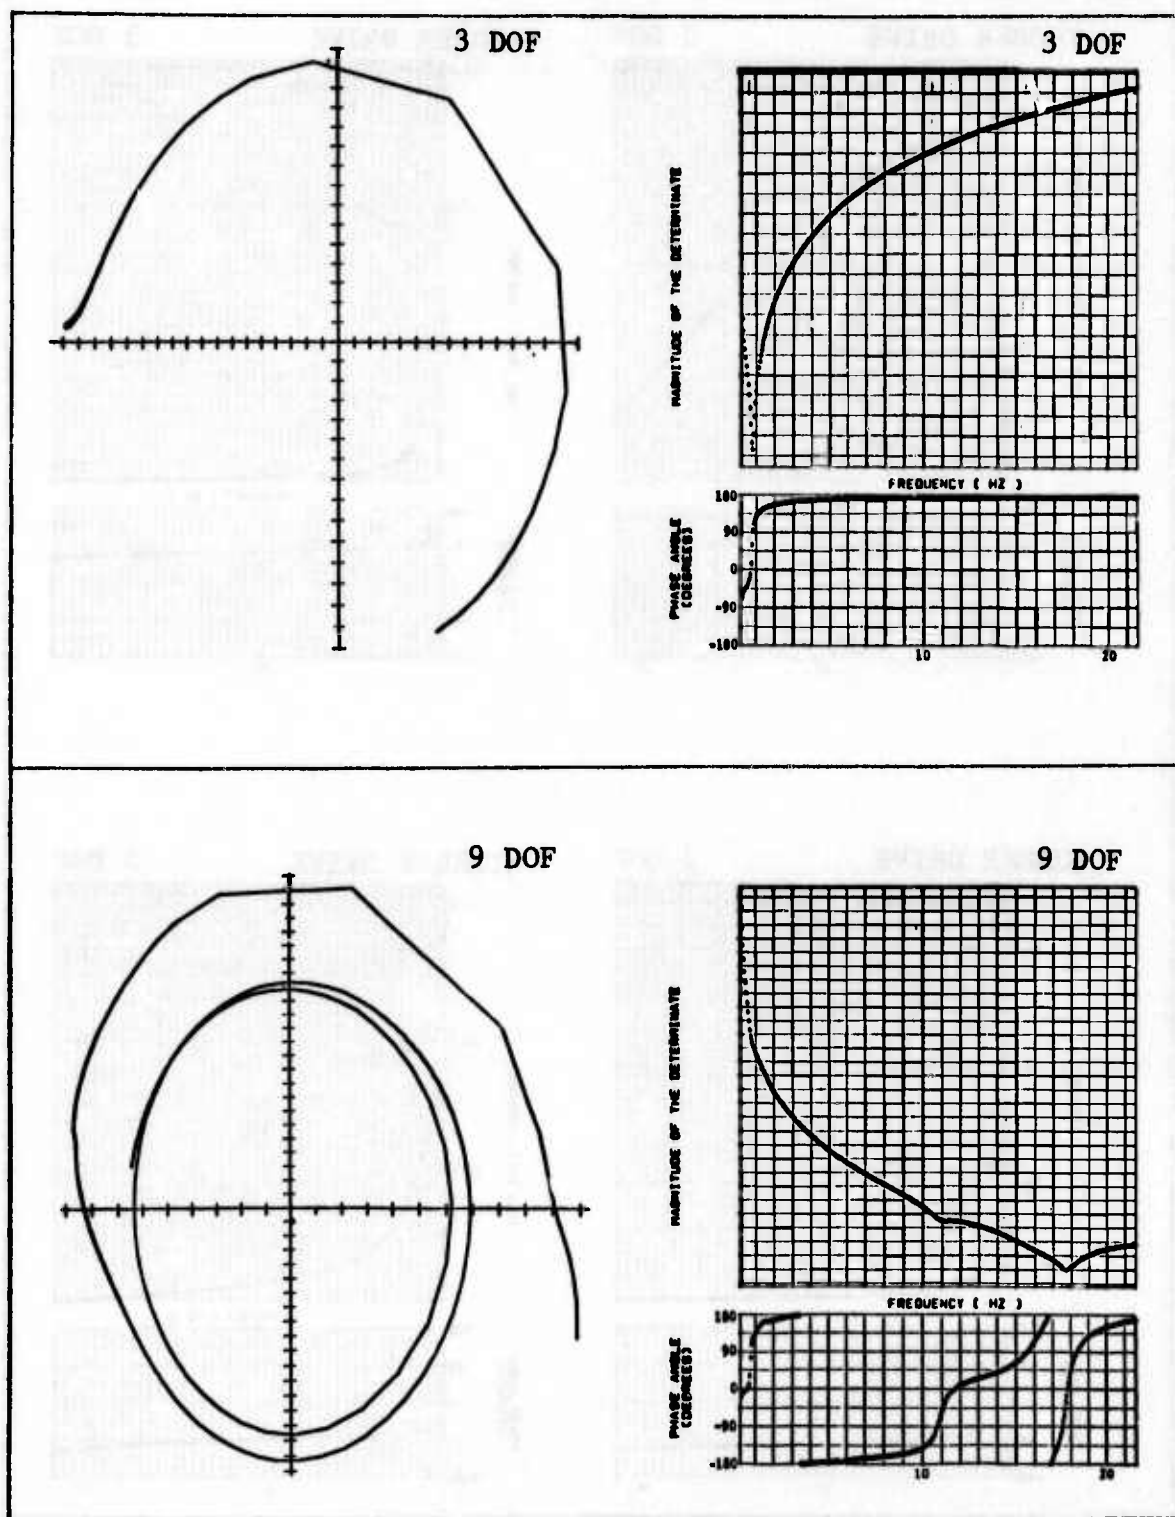 3 DOF
3 DOF
MAGNITUDE OF THE DETERMINATE
FREQUENCY ( HZ )
PHASE ANGLE
(DEGREES)
180
90
0
-90
-180
10
20
9 DOF
9 DOF
MAGNITUDE OF THE DETERMINATE
FREQUENCY ( HZ )
PHASE ANGLE
(DEGREES)
180
90
0
-90
-180
10
20